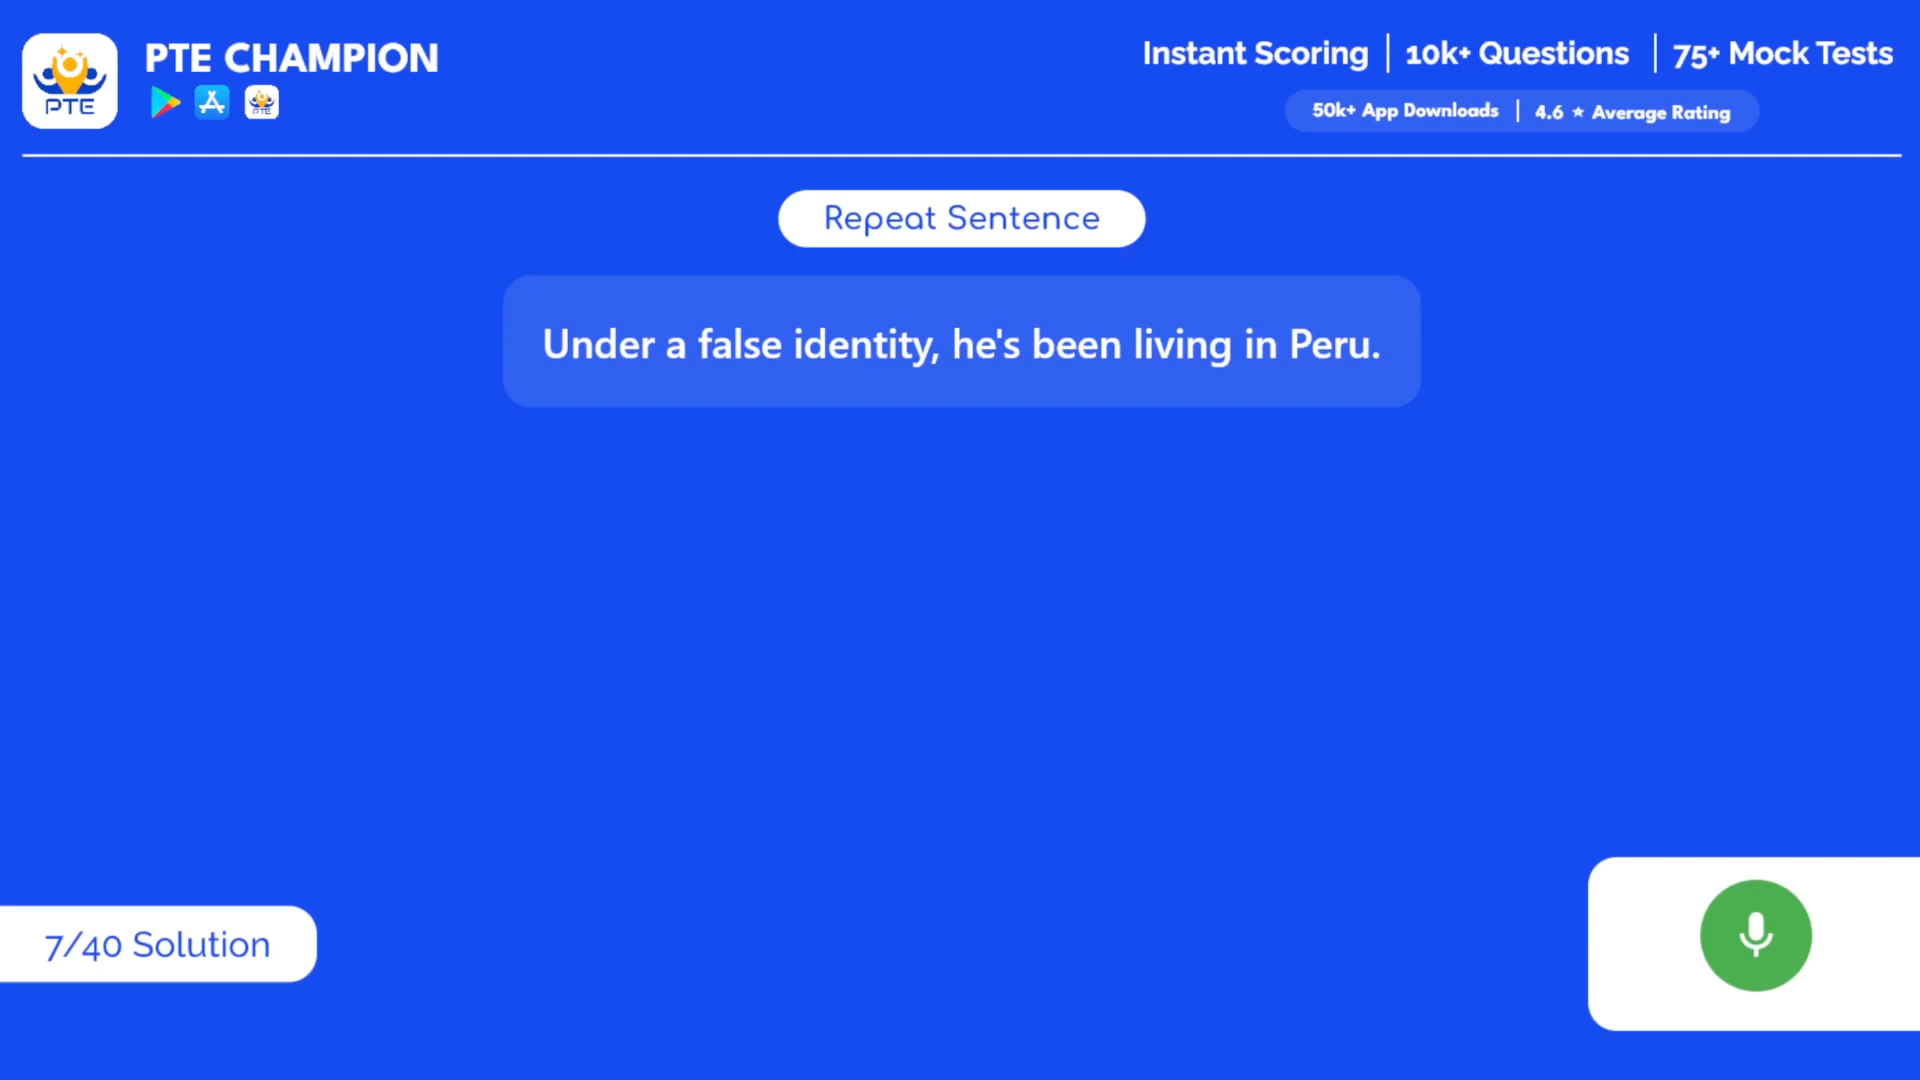 PTE
PTE CHAMPION
PTE
Instant Scoring | 10k+ Questions | 75+ Mock Tests
50k+ App Downloads | 4.6 ★ Average Rating
Repeat Sentence
Under a false identity, he's been living in Peru.
7/40 Solution